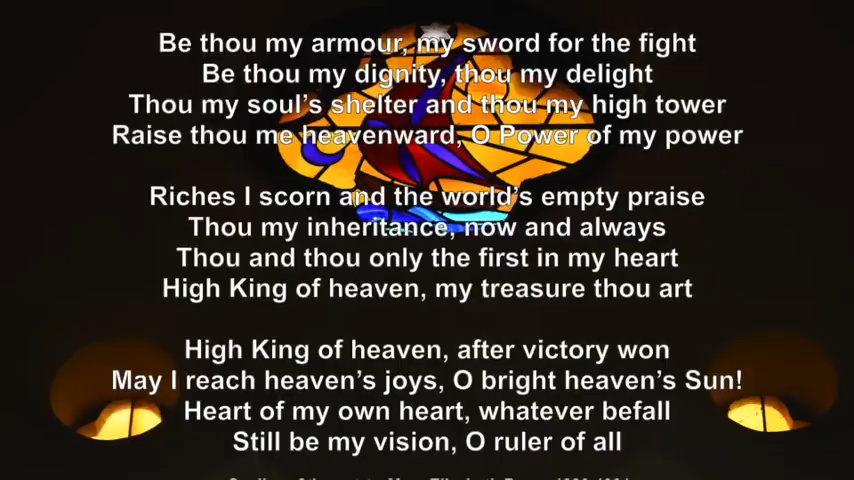 Be thou my armour, my sword for the fight
Be thou my dignity, thou my delight
Thou my soul's shelter and thou my high tower
Raise thou me heavenward, O Power of my power
Riches I scorn and the world's empty praise
Thou my inheritance, now and always
Thou and thou only the first in my heart
High King of heaven, my treasure thou art
High King of heaven, after victory won
May I reach heaven's joys, O bright heaven's Sun!
Heart of my own heart, whatever befall
Still be my vision, O ruler of all